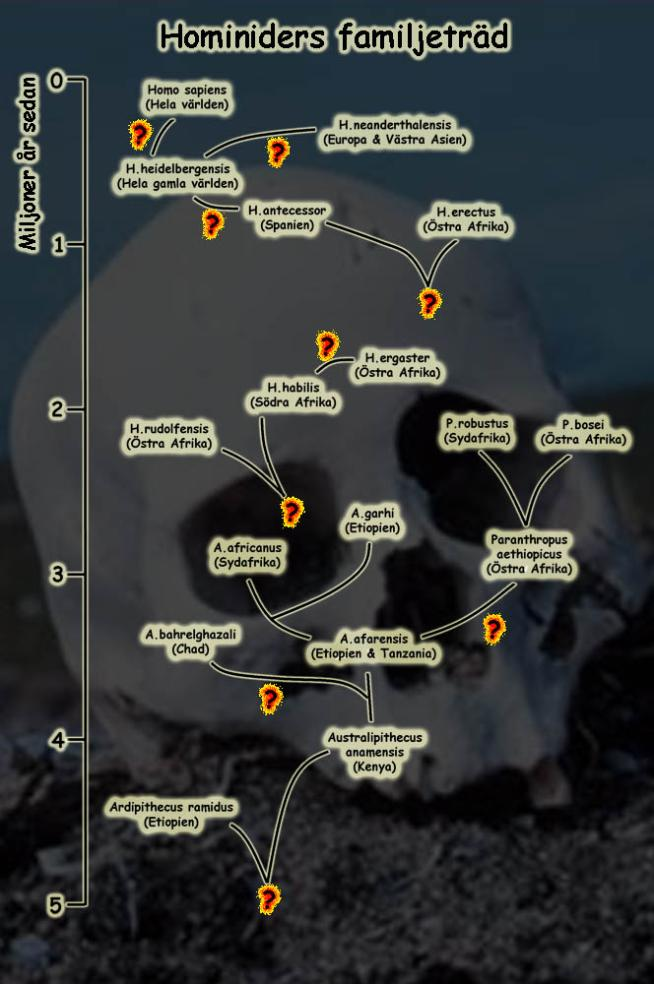 Hominiders familjeträd
Miljoner år sedan
0
Homo sapiens
(Hela världen)
?
H.neanderthalensis
(Europa & Västra Asien)
?
H.heidelbergensis
(Hela gamla världen)
H.antecessor
(Spanien)
?
H.erectus
(Östra Afrika)
1
?
?
H.ergaster
(Östra Afrika)
H.habilis
(Södra Afrika)
2
H.rudolfensis
(Östra Afrika)
P.robustus
(Sydafrika)
P.bosei
(Östra Afrika)
?
A.garhi
(Etiopien)
A.africanus
(Sydafrika)
Paranthropus
aethiopicus
(Östra Afrika)
3
?
A.bahrelghazali
(Chad)
A.afarensis
(Etiopien & Tanzania)
?
4
Australipithecus
anamensis
(Kenya)
Ardipithecus ramidus
(Etiopien)
?
5